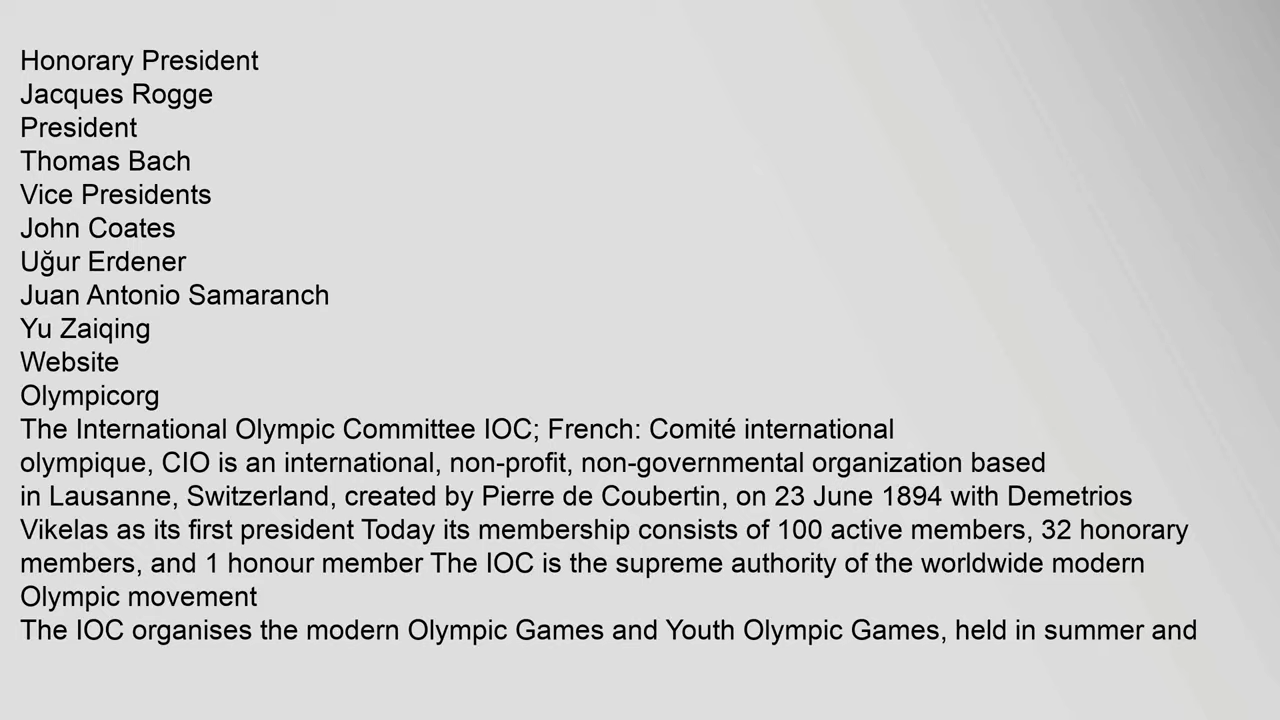 Honorary President
Jacques Rogge
President
Thomas Bach
Vice Presidents
John Coates
Uğur Erdener
Juan Antonio Samaranch
Yu Zaiqing
Website
Olympicorg
The International Olympic Committee IOC; French: Comité international
olympique, CIO is an international, non-profit, non-governmental organization based
in Lausanne, Switzerland, created by Pierre de Coubertin, on 23 June 1894 with Demetrios
Vikelas as its first president Today its membership consists of 100 active members, 32 honorary
members, and 1 honour member The IOC is the supreme authority of the worldwide modern
Olympic movement
The IOC organises the modern Olympic Games and Youth Olympic Games, held in summer and